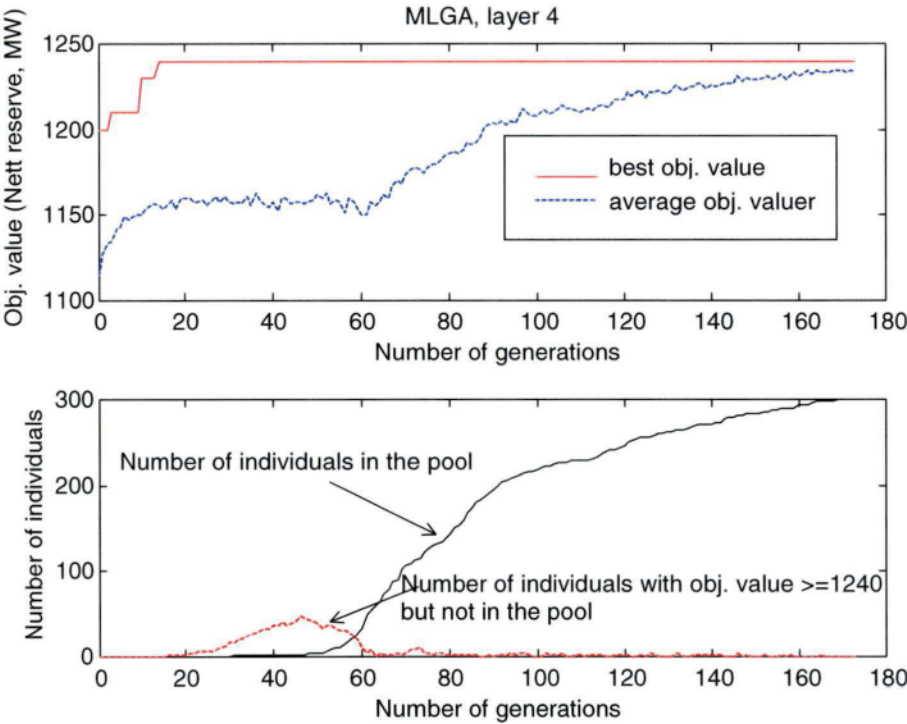 MLGA, layer 4
Obj. value (Nett reserve, MW)
1250
1200
1150
1100
best obj. value
average obj. valuer
0 20 40 60 80 100 120 140 160 180
Number of generations
Number of individuals
300
200
100
0
Number of individuals in the pool
Number of individuals with obj. value >=1240
but not in the pool
0 20 40 60 80 100 120 140 160 180
Number of generations